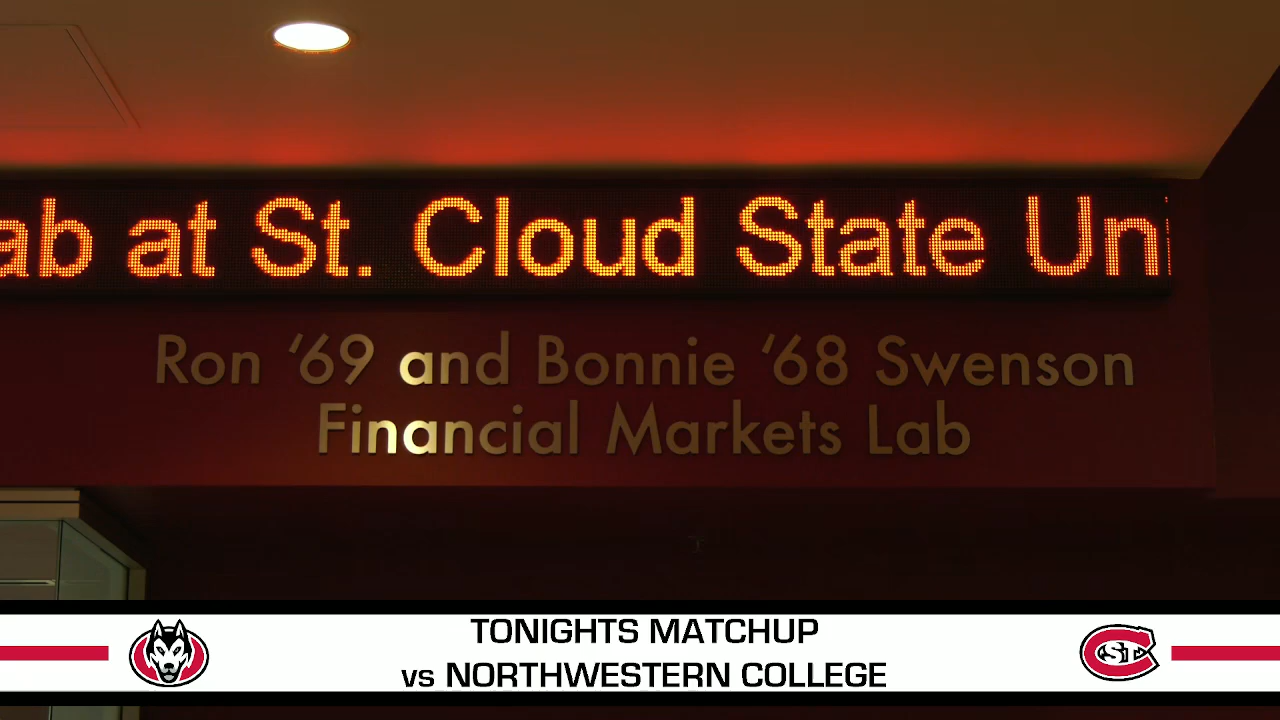 ab at St. Cloud State Uni
Ron ‘69 and Bonnie ‘68 Swenson
Financial Markets Lab
TONIGHTS MATCHUP
vs NORTHWESTERN COLLEGE
STC